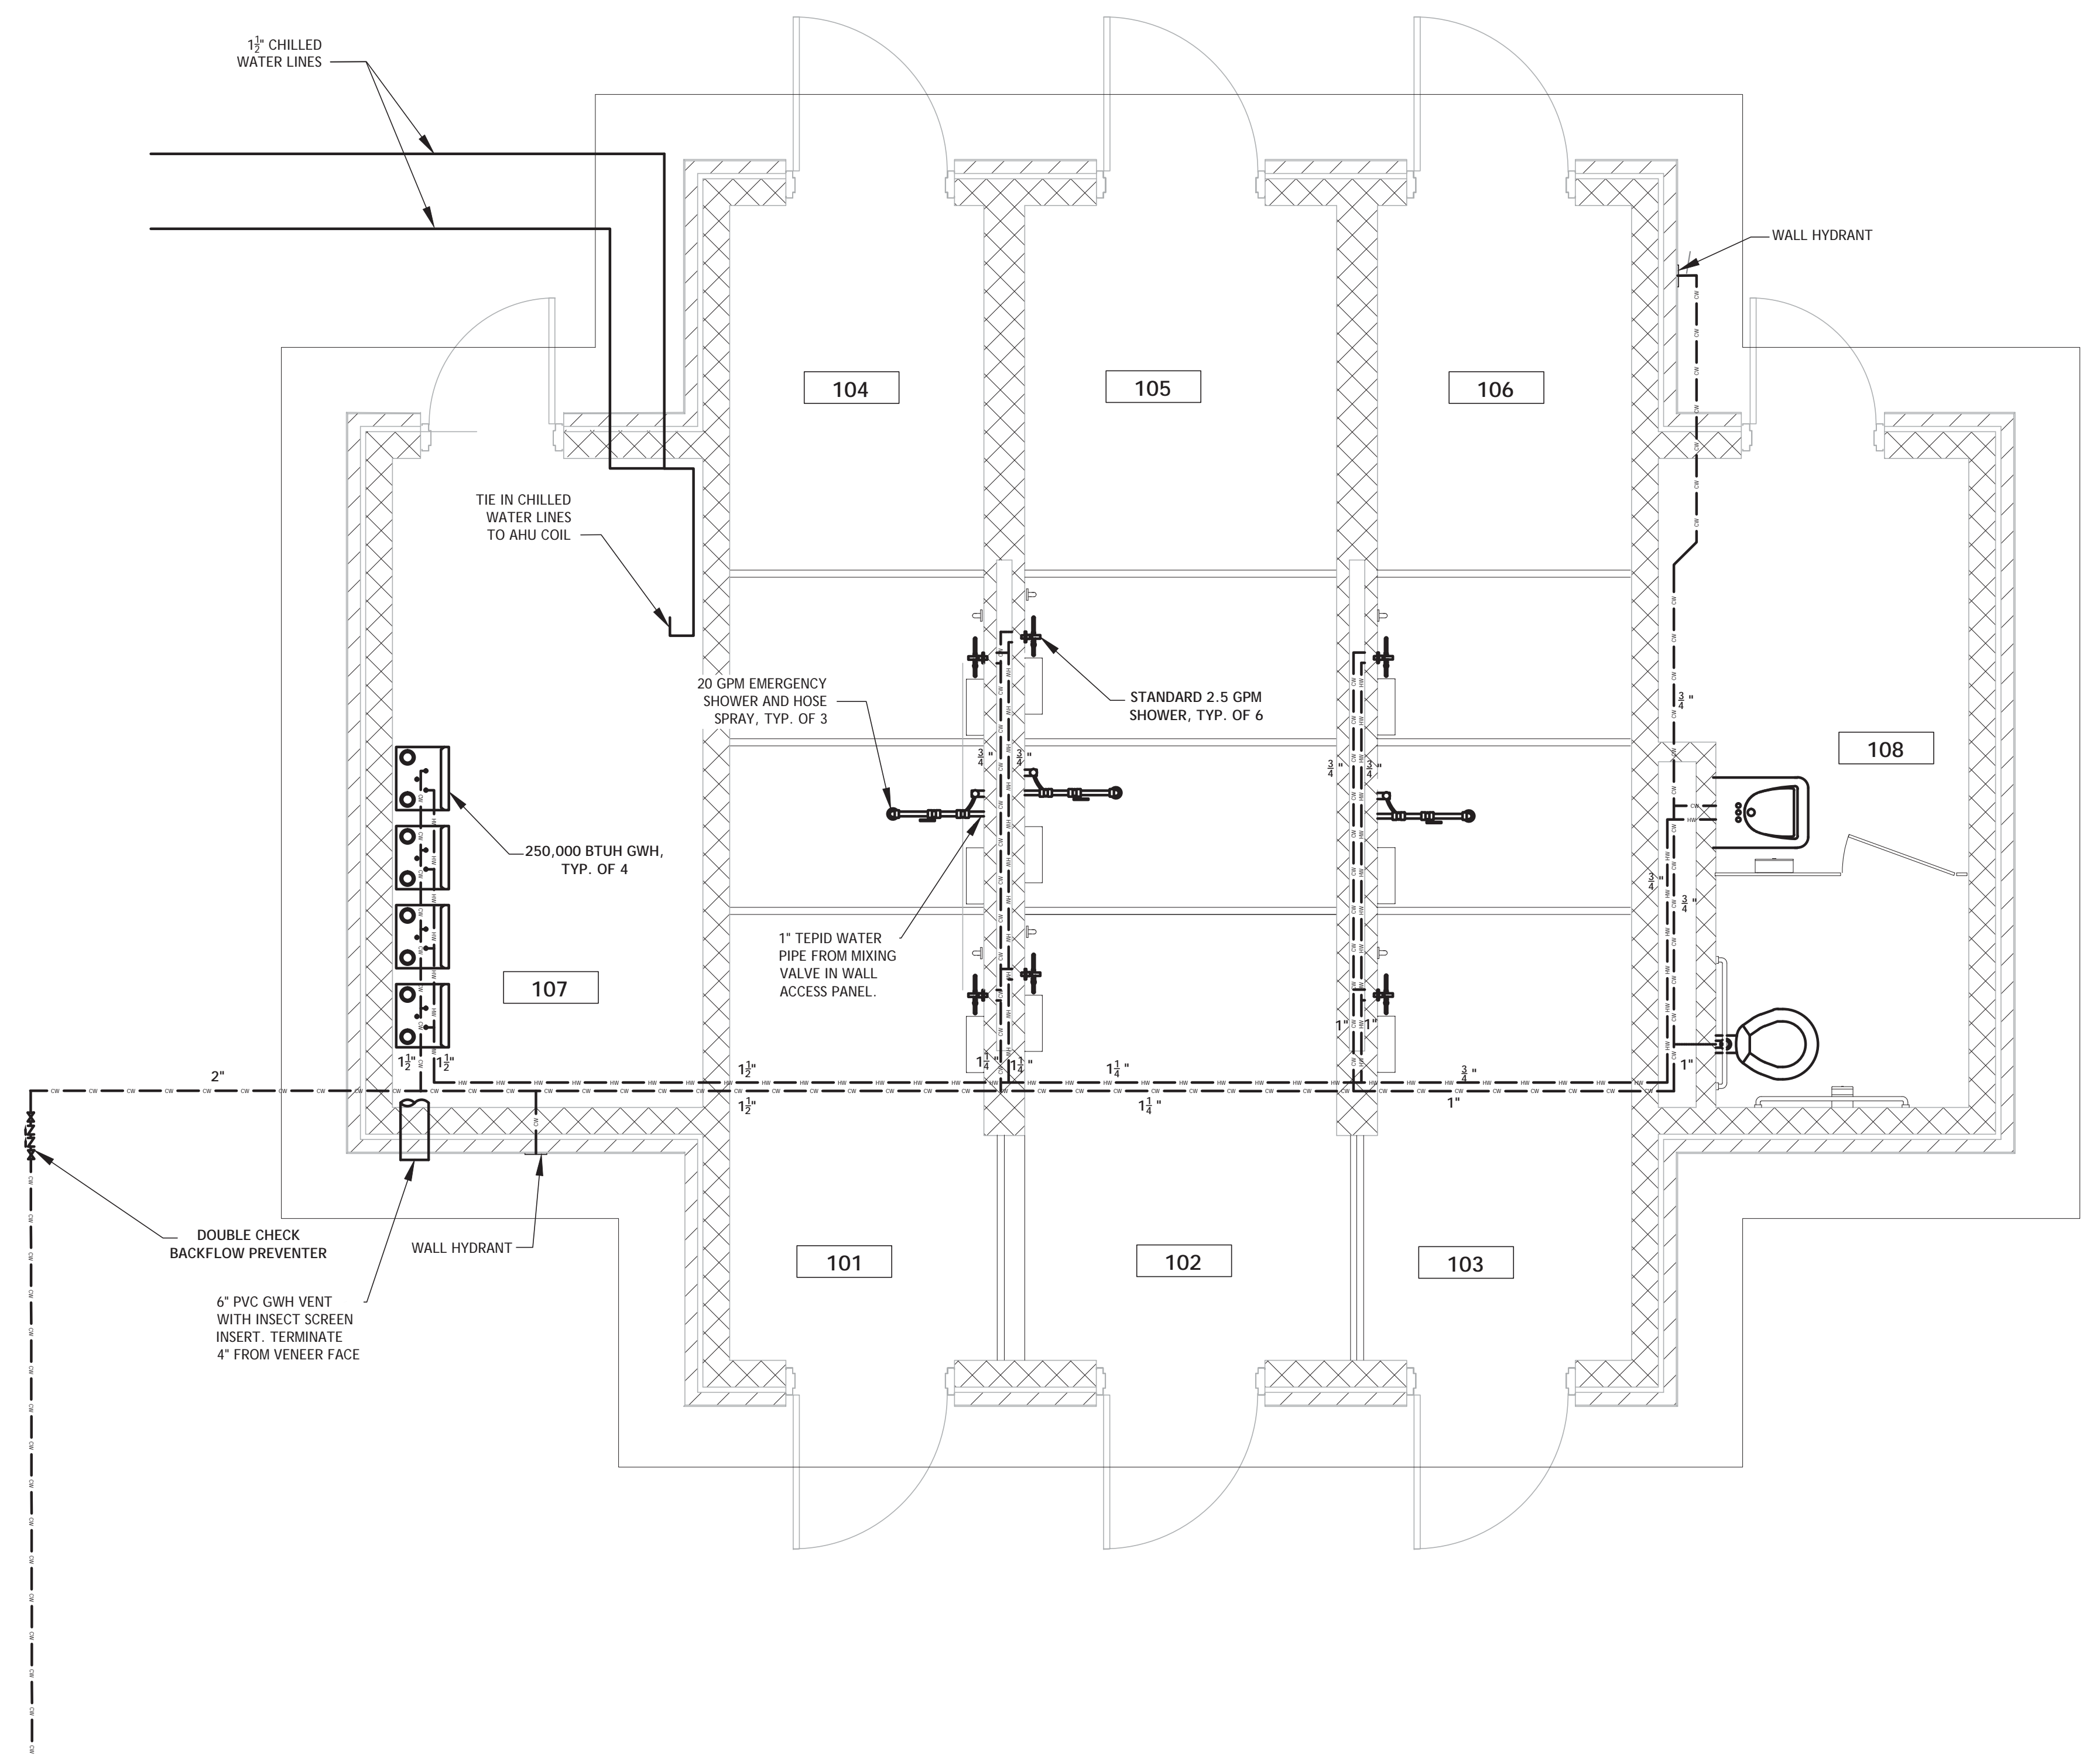 1½" CHILLED
WATER LINES
WALL HYDRANT
104
105
106
TIE IN CHILLED
WATER LINES
TO AHU COIL
20 GPM EMERGENCY
SHOWER AND HOSE
SPRAY, TYP. OF 3
STANDARD 2.5 GPM
SHOWER, TYP. OF 6
¾"
108
¾" ¾" ¾" ¾"
250,000 BTUH GWH,
TYP. OF 4
¾"
¾"
1" TEPID WATER
PIPE FROM MIXING
VALVE IN WALL
ACCESS PANEL.
107
1" 1"
1½" 1½"
1¼" 1¼"
1"
2"
1½"
1¼"
¾"
1½"
1¼"
1"
CW
HW
DOUBLE CHECK
BACKFLOW PREVENTER
WALL HYDRANT
101
102
103
6" PVC GWH VENT
WITH INSECT SCREEN
INSERT. TERMINATE
4" FROM VENEER FACE